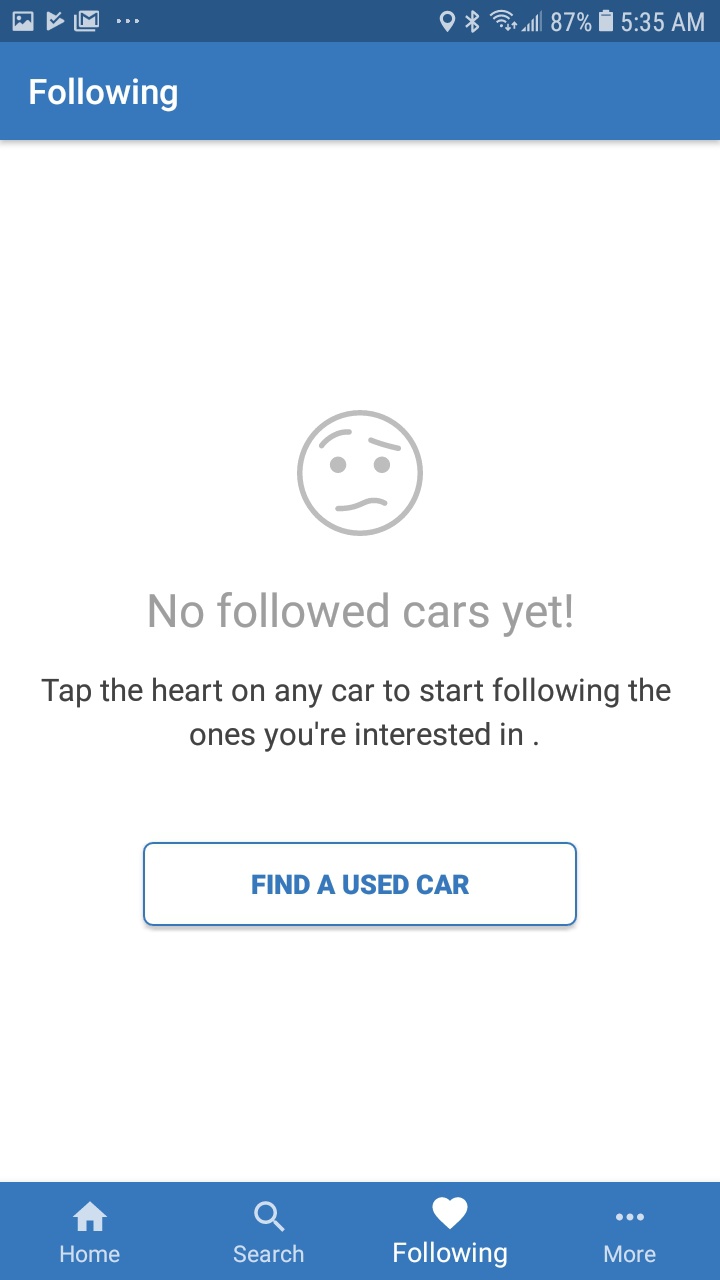 87% 5:35 AM
Following
No followed cars yet!
Tap the heart on any car to start following the
ones you're interested in .
FIND A USED CAR
Home Search Following More